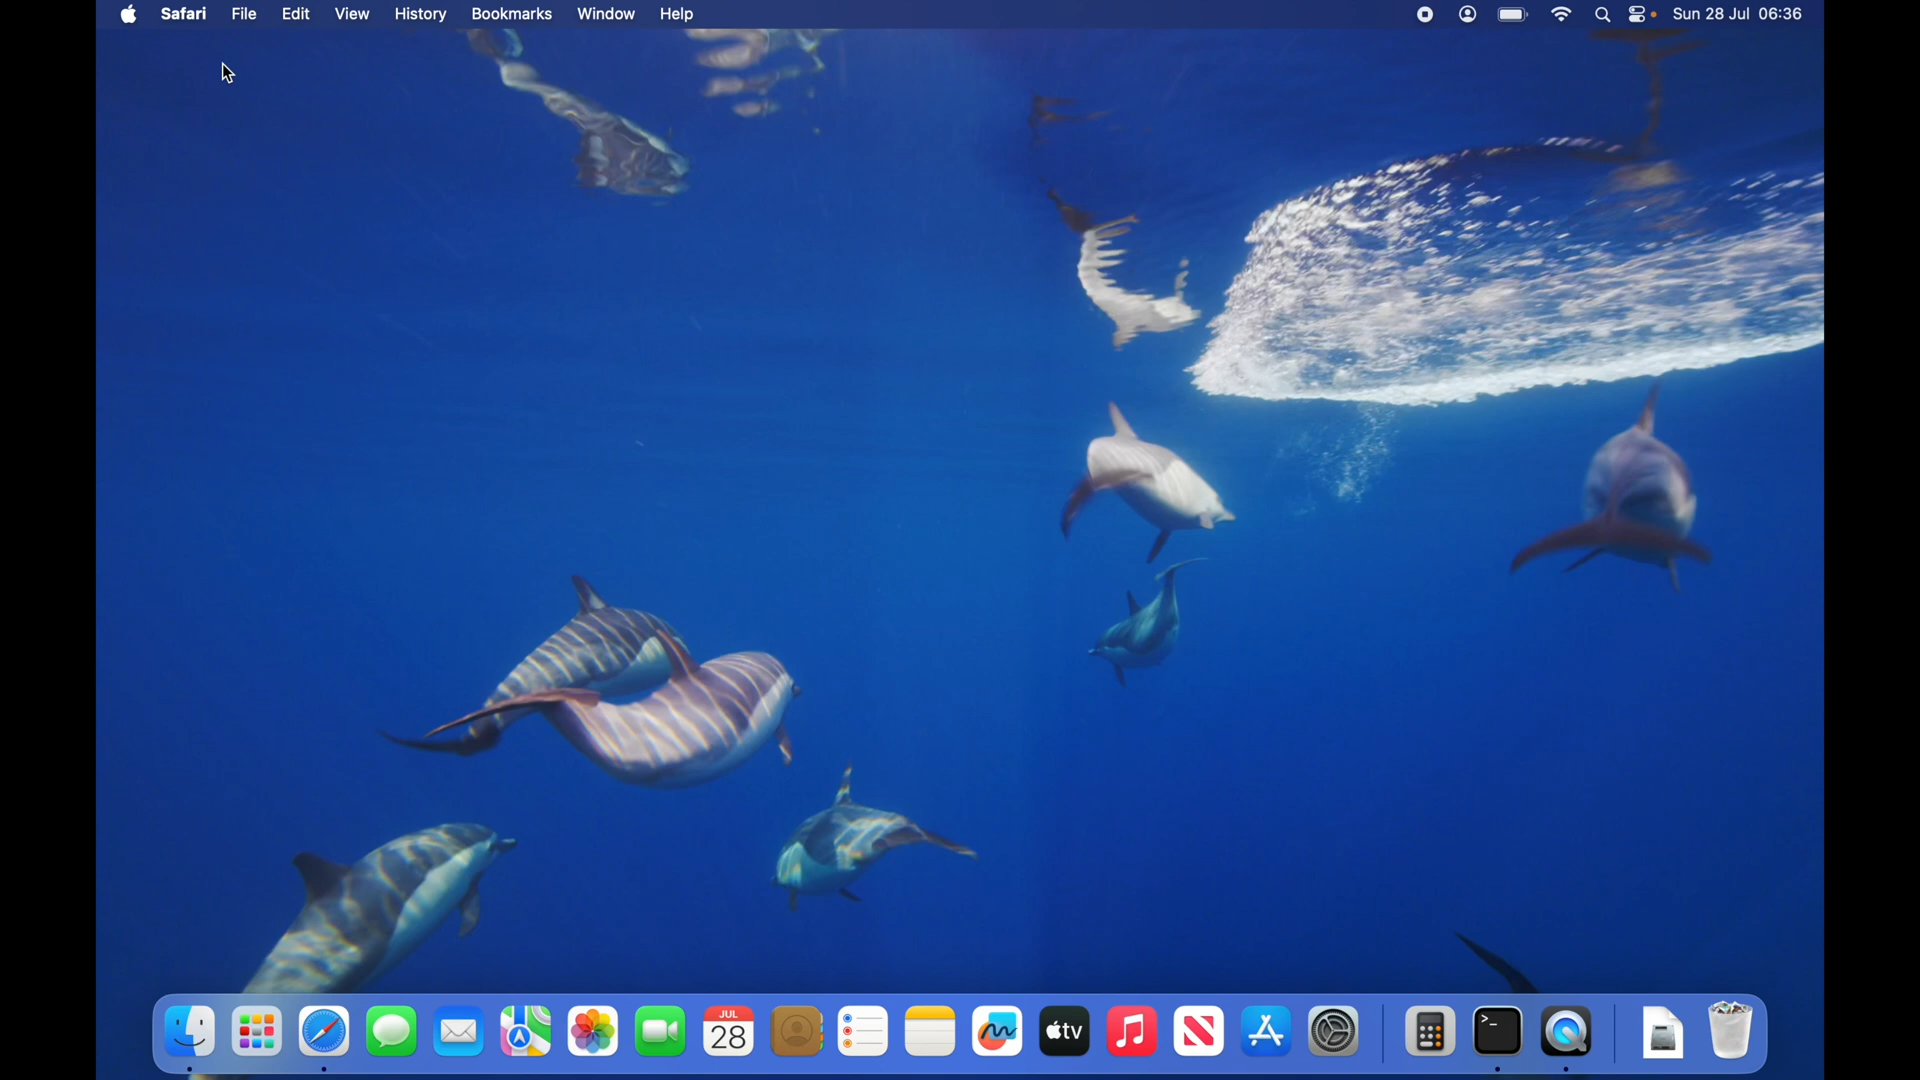 Safari File Edit View History Bookmarks Window Help Sun 28 Jul 06:36
JUL
28
tv
>_